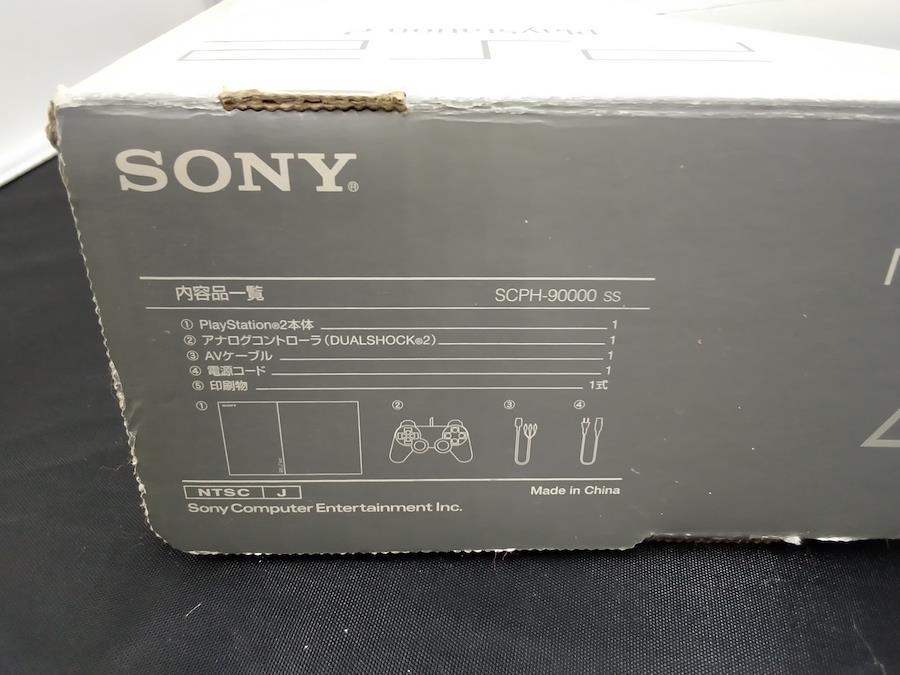 PlayStation 2
SONY®
内容品一覧 SCPH-90000 SS
① PlayStation®2本体 1
② アナログコントローラ(DUALSHOCK®2) 1
③ AVケーブル 1
④ 電源コード 1
⑤ 印刷物 1式
① ② ③ ④
SONY
NTSC J Made in China
Sony Computer Entertainment Inc.